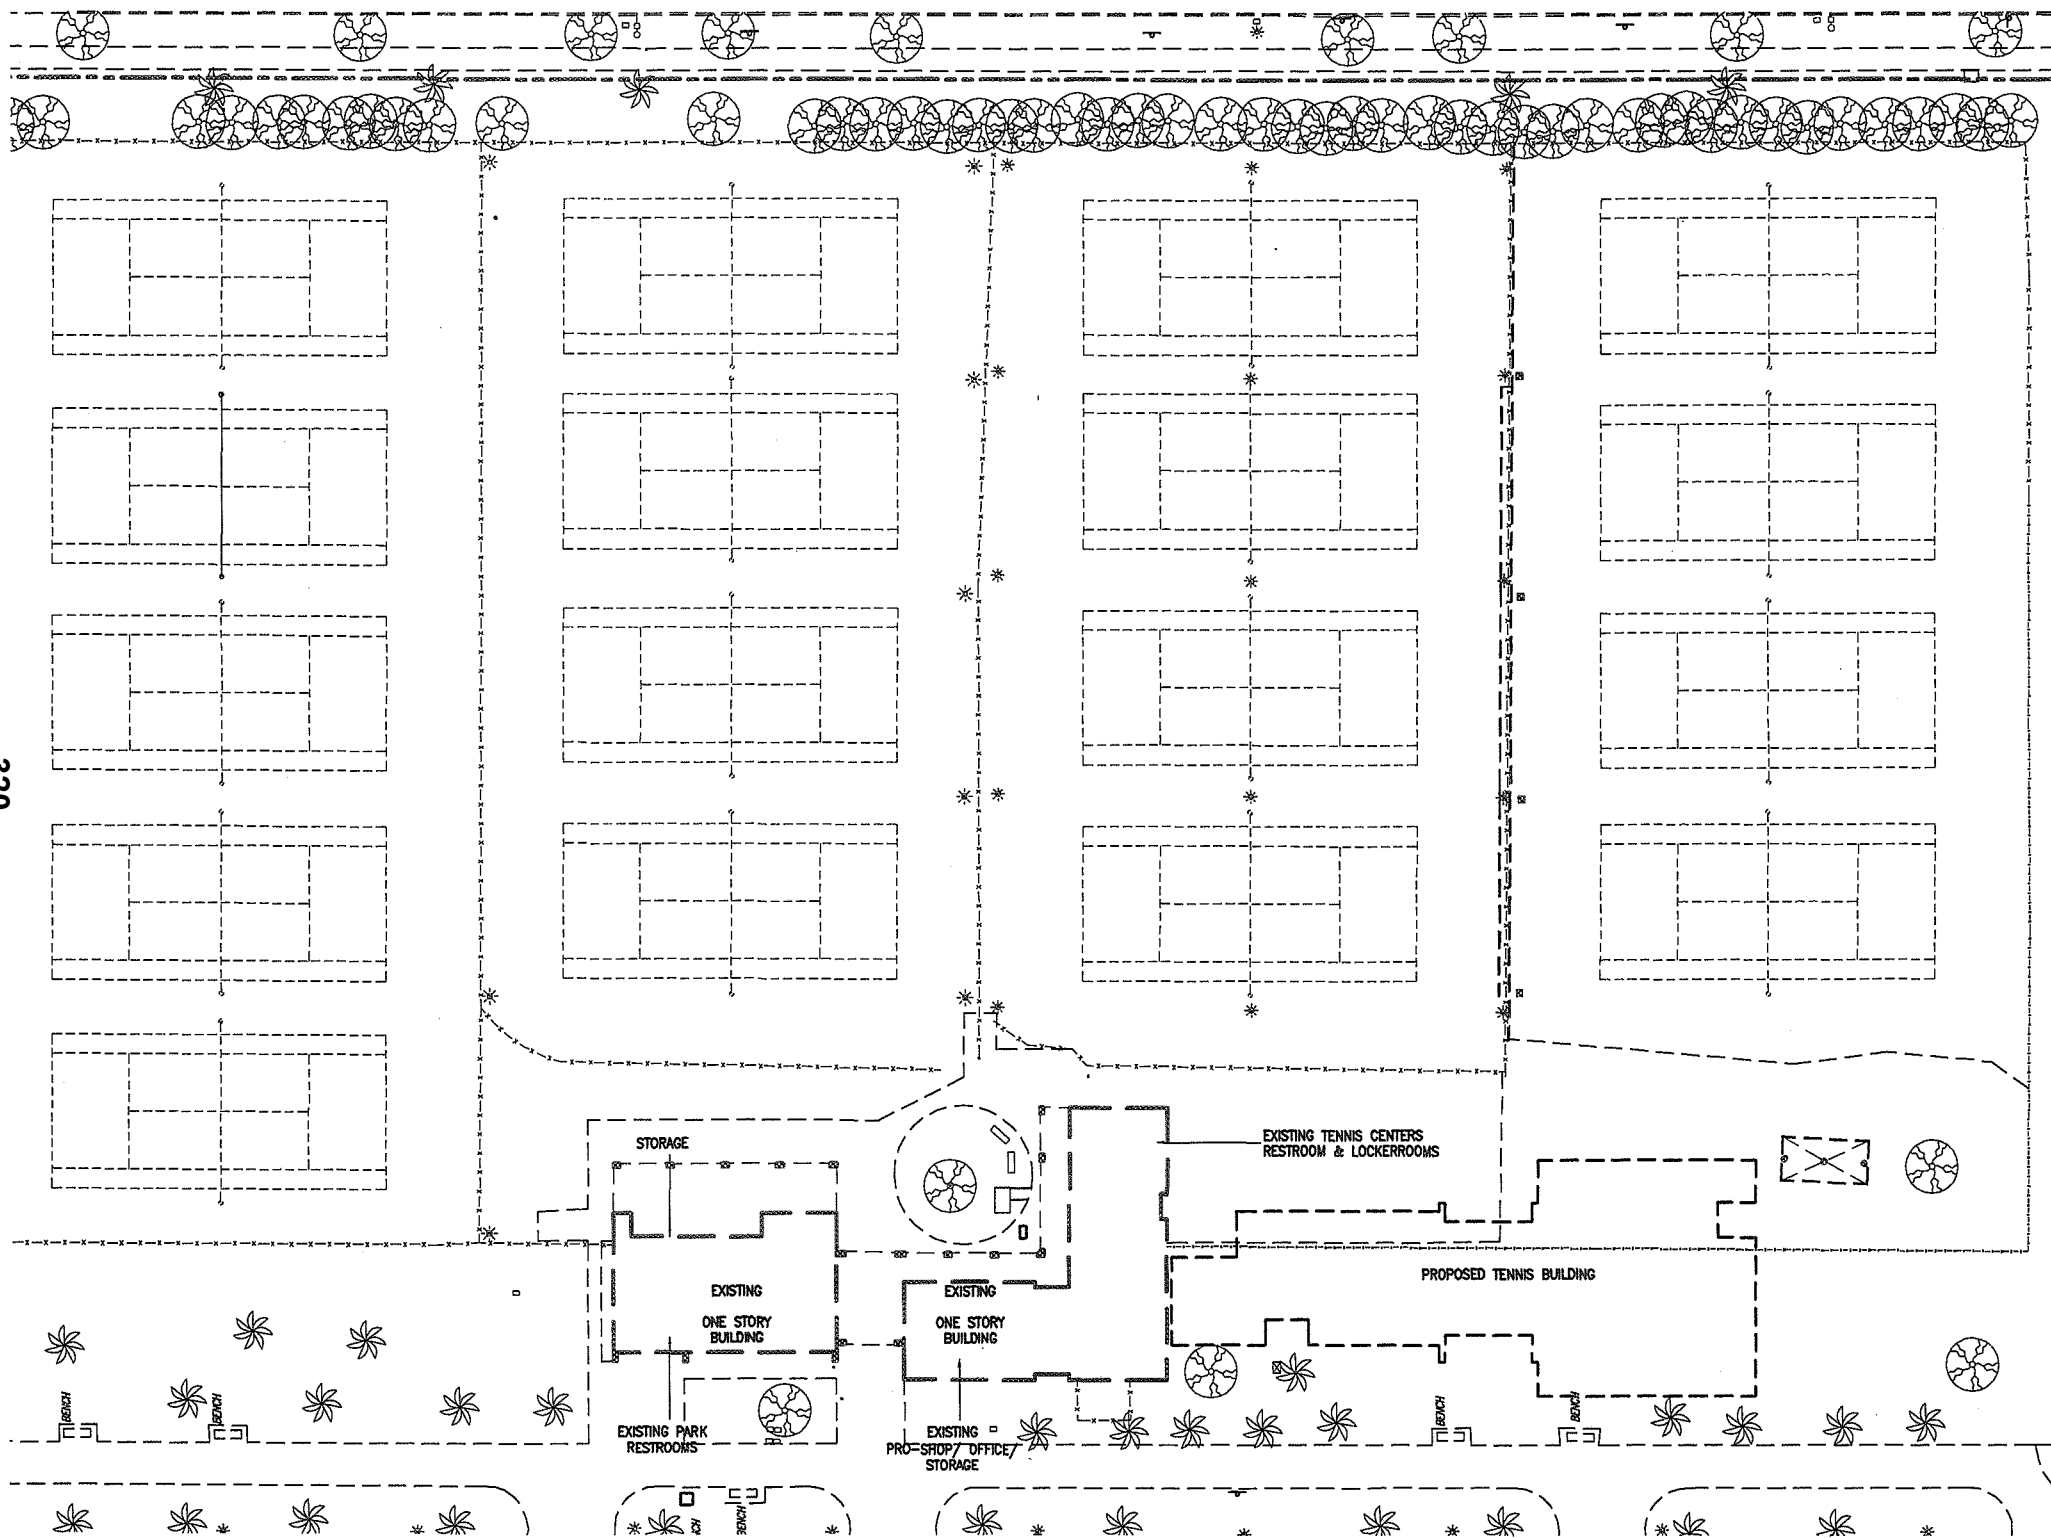 STORAGE
EXISTING TENNIS CENTERS
RESTROOM & LOCKERROOMS
PROPOSED TENNIS BUILDING
EXISTING
ONE STORY
BUILDING
EXISTING
ONE STORY
BUILDING
BENCH
BENCH
BENCH
BENCH
EXISTING PARK
RESTROOMS
EXISTING
PRO-SHOP/ OFFICE/
STORAGE
BENCH